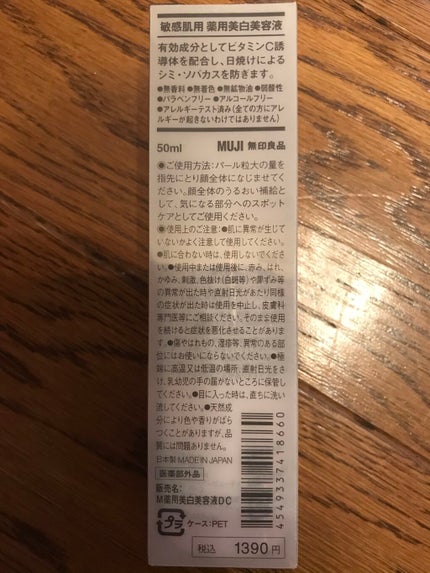 敏感肌用 薬用美白美容液
有効成分としてビタミンC誘
導体を配合し、日焼けによる
シミ・ソバカスを防ぎます。
●無香料 ●無着色 ●無鉱物油 ●弱酸性
●パラベンフリー ●アルコールフリー
●アレルギーテスト済み(全ての方にアレ
ルギーが起きないわけではありません)
50ml MUJI 無印良品
◉ご使用方法：パール粒大の量を
指先にとり顔全体になじませてく
ださい。顔全体のうるおい補給と
して、気になる部分へのスポット
ケアとしてご使用ください。
◉使用上のご注意：●肌に異常が生じて
いないかよく注意して使用してください。
●肌に合わない時は、使用しないでくださ
い。●使用中または使用後に、赤み、はれ、
かゆみ、刺激、色抜け(白斑等)や黒ずみ等
の異常が出た時や直射日光があたり同様
の症状が出た時は使用を中止し、皮膚科
専門医等にご相談ください。そのまま使用
を続けると症状を悪化させることがありま
す。●傷やはれもの、湿疹等、異常のある部
位にはお使いにならないでください。●極
端に高温又は低温の場所、直射日光をさ
け、乳幼児の手の届かないところに保管し
てください。●目に入った時は、直ちに洗い
流してください。●天然成
分により色や香りがばら
つくことがありますが、品
質には問題ありません。
日本製 MADE IN JAPAN
医薬部外品
販売名：
M薬用美白美容液DC
プラ ケース：PET
4549337418660
税込 1390円